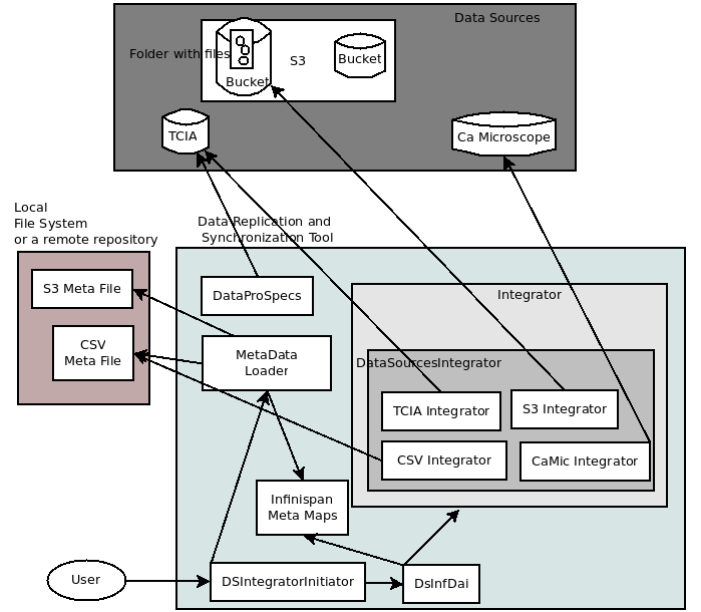 Data Sources
Folder with files
S3
Bucket
Bucket
TCIA
Ca Microscope
Local
File System
or a remote repository
Data Replication and
Synchronization Tool
S3 Meta File
CSV
Meta File
DataProSpecs
MetaData
Loader
Integrator
DataSourcesIntegrator
TCIA Integrator
S3 Integrator
CSV Integrator
CaMic Integrator
Infinispan
Meta Maps
User
DSIntegratorInitiator
DsInfDai